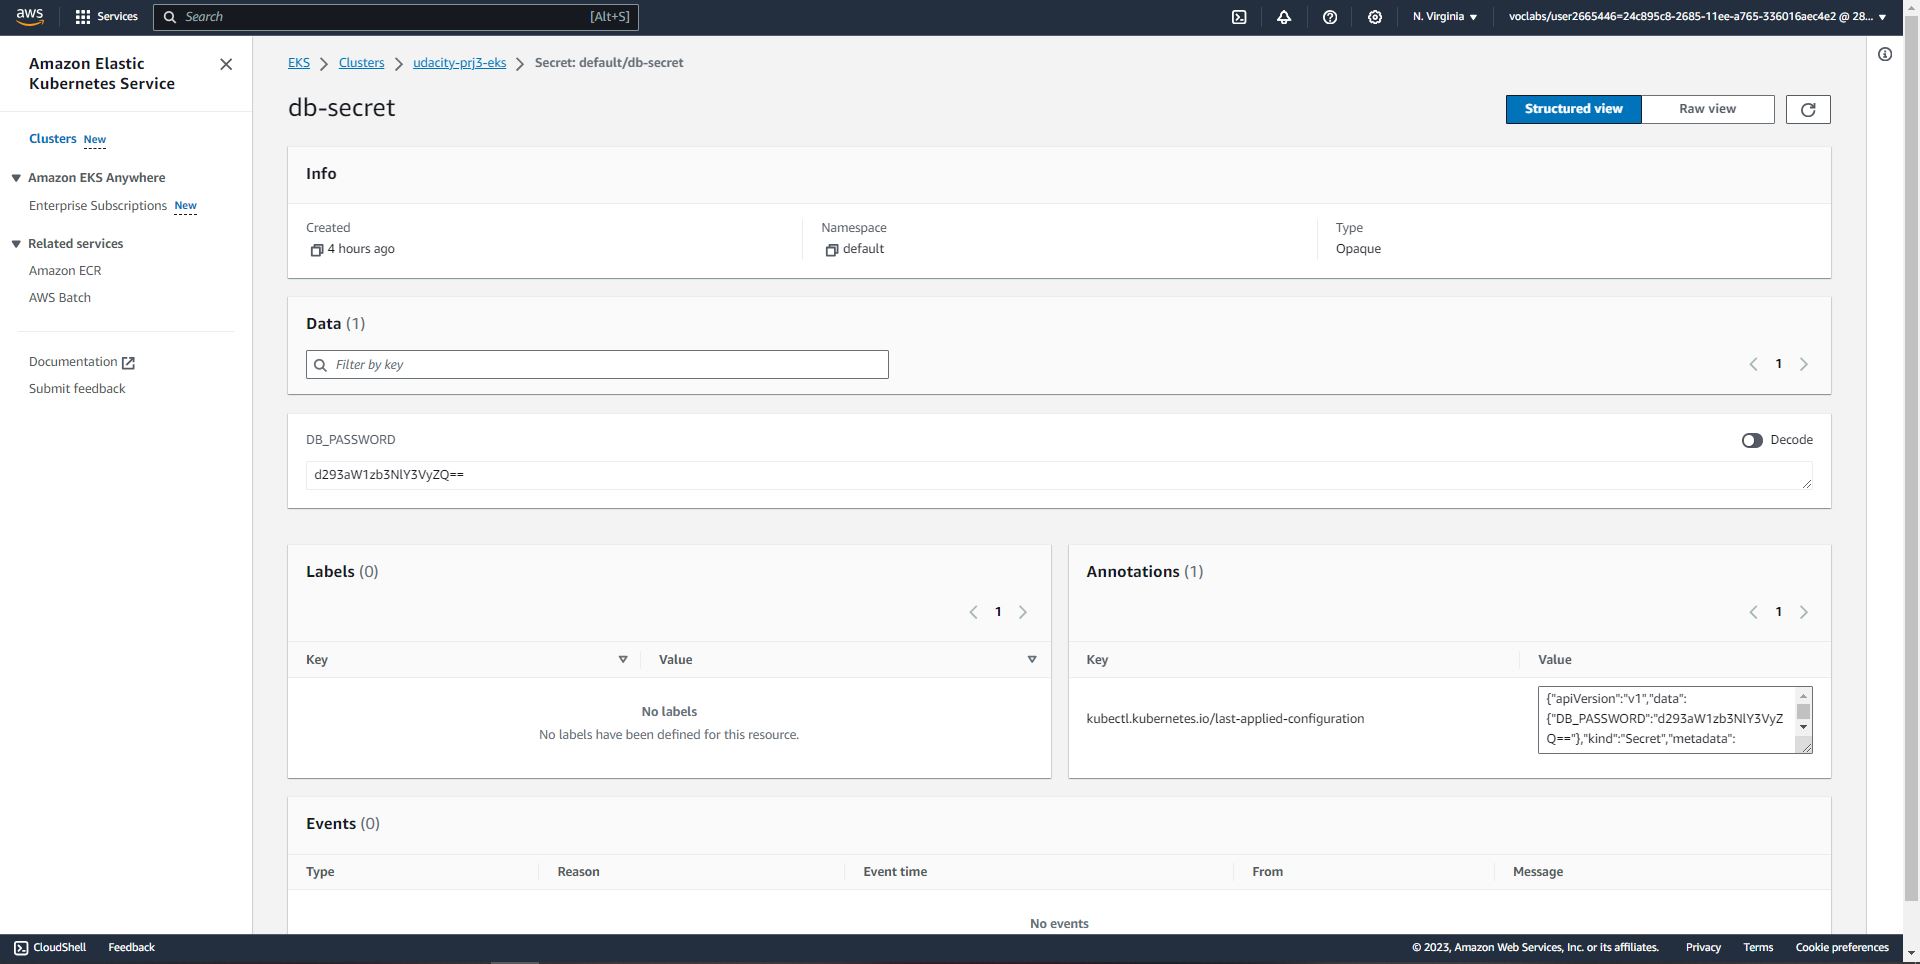 aws
Services
Search [Alt+S]
N. Virginia
voclabs/user2665446=24c895c8-2685-11ee-a765-336016aec4e2 @ 28...
Amazon Elastic
Kubernetes Service
Clusters New
Amazon EKS Anywhere
Enterprise Subscriptions New
Related services
Amazon ECR
AWS Batch
Documentation
Submit feedback
EKS
Clusters
udacity-prj3-eks
Secret: default/db-secret
db-secret
Structured view
Raw view
Info
Created
4 hours ago
Namespace
default
Type
Opaque
Data (1)
Filter by key
1
DB_PASSWORD
Decode
d293aW1zb3NlY3VyZQ==
Labels (0)
1
Key
Value
No labels
No labels have been defined for this resource.
Annotations (1)
1
Key
Value
kubectl.kubernetes.io/last-applied-configuration
{"apiVersion":"v1","data":
{"DB_PASSWORD":"d293aW1zb3NlY3VyZ
Q=="},"kind":"Secret","metadata":
Events (0)
Type
Reason
Event time
From
Message
No events
CloudShell
Feedback
© 2023, Amazon Web Services, Inc. or its affiliates.
Privacy
Terms
Cookie preferences